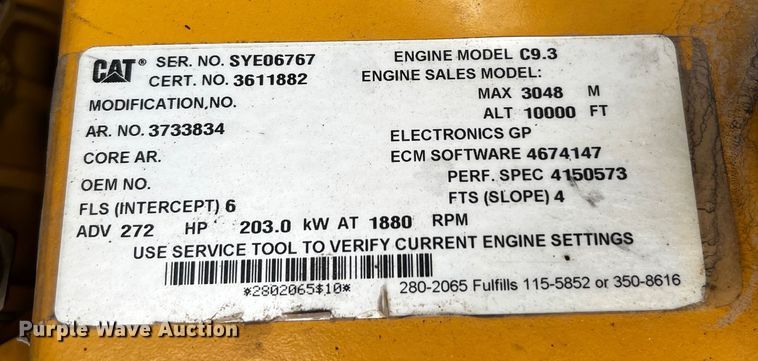 CAT® SER. NO. SYE06767 ENGINE MODEL C9.3
CERT. NO. 3611882 ENGINE SALES MODEL:
MODIFICATION,NO. MAX 3048 M
ALT 10000 FT
AR. NO. 3733834 ELECTRONICS GP
CORE AR. ECM SOFTWARE 4674147
OEM NO. PERF. SPEC 4150573
FLS (INTERCEPT) 6 FTS (SLOPE) 4
ADV 272 HP 203.0 kW AT 1880 RPM
USE SERVICE TOOL TO VERIFY CURRENT ENGINE SETTINGS
*2802065$10* 280-2065 Fulfills 115-5852 or 350-8616
Purple Wave Auction